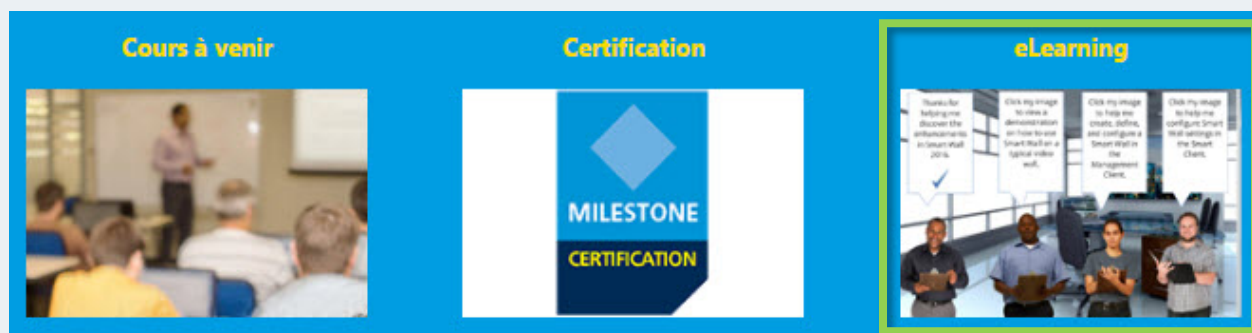 Cours à venir
Certification
eLearning
MILESTONE
CERTIFICATION
Thanks for
helping me
discover the
enhancements
in Smart Wall
2016.
Click my image
to view a
demonstration
on how to use
Smart Wall on a
typical video
wall.
Click my image
to help me
create, define,
and configure a
Smart Wall in
the
Management
Client.
Click my image
to help me
configure Smart
Wall settings in
the Smart
Client.